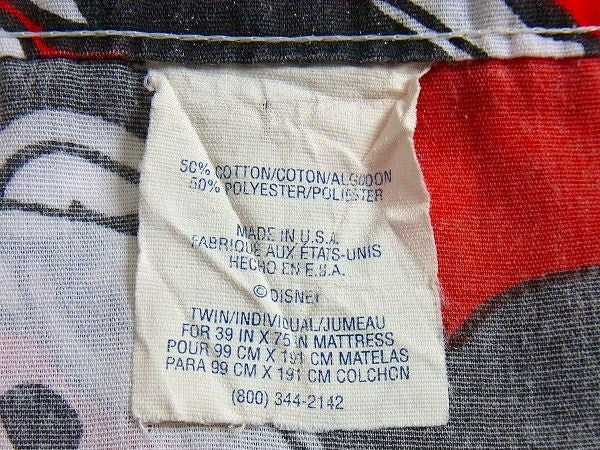 50% COTTON/COTON/ALGODON
50% POLYESTER/POLIESTER
MADE IN U.S.A.
FABRIQUE AUX ÉTATS-UNIS
HECHO EN E.U.A.
© DISNEY
TWIN/INDIVIDUAL/JUMEAU
FOR 39 IN X 75 IN MATTRESS
POUR 99 CM X 191 CM MATELAS
PARA 99 CM X 191 CM COLCHON
(800) 344-2142